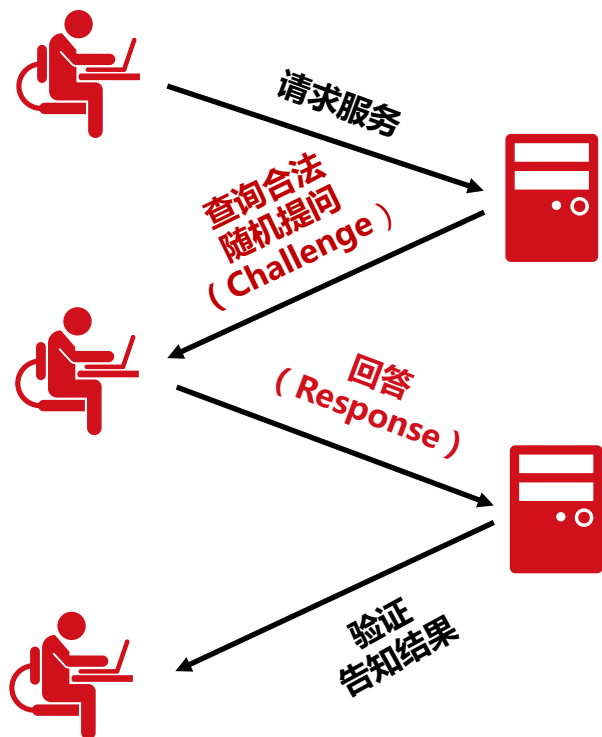 请求服务
查询合法
随机提问
（Challenge）
回答
（Response）
验证
告知结果